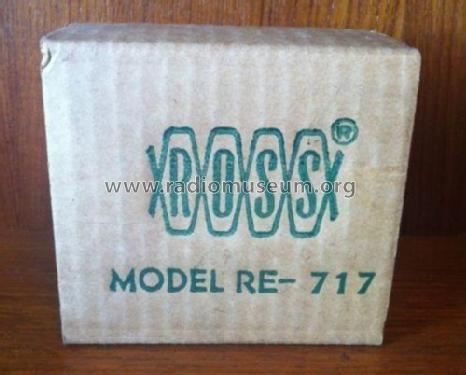 ROSS ®
www.radiomuseum.org
MODEL RE- 717